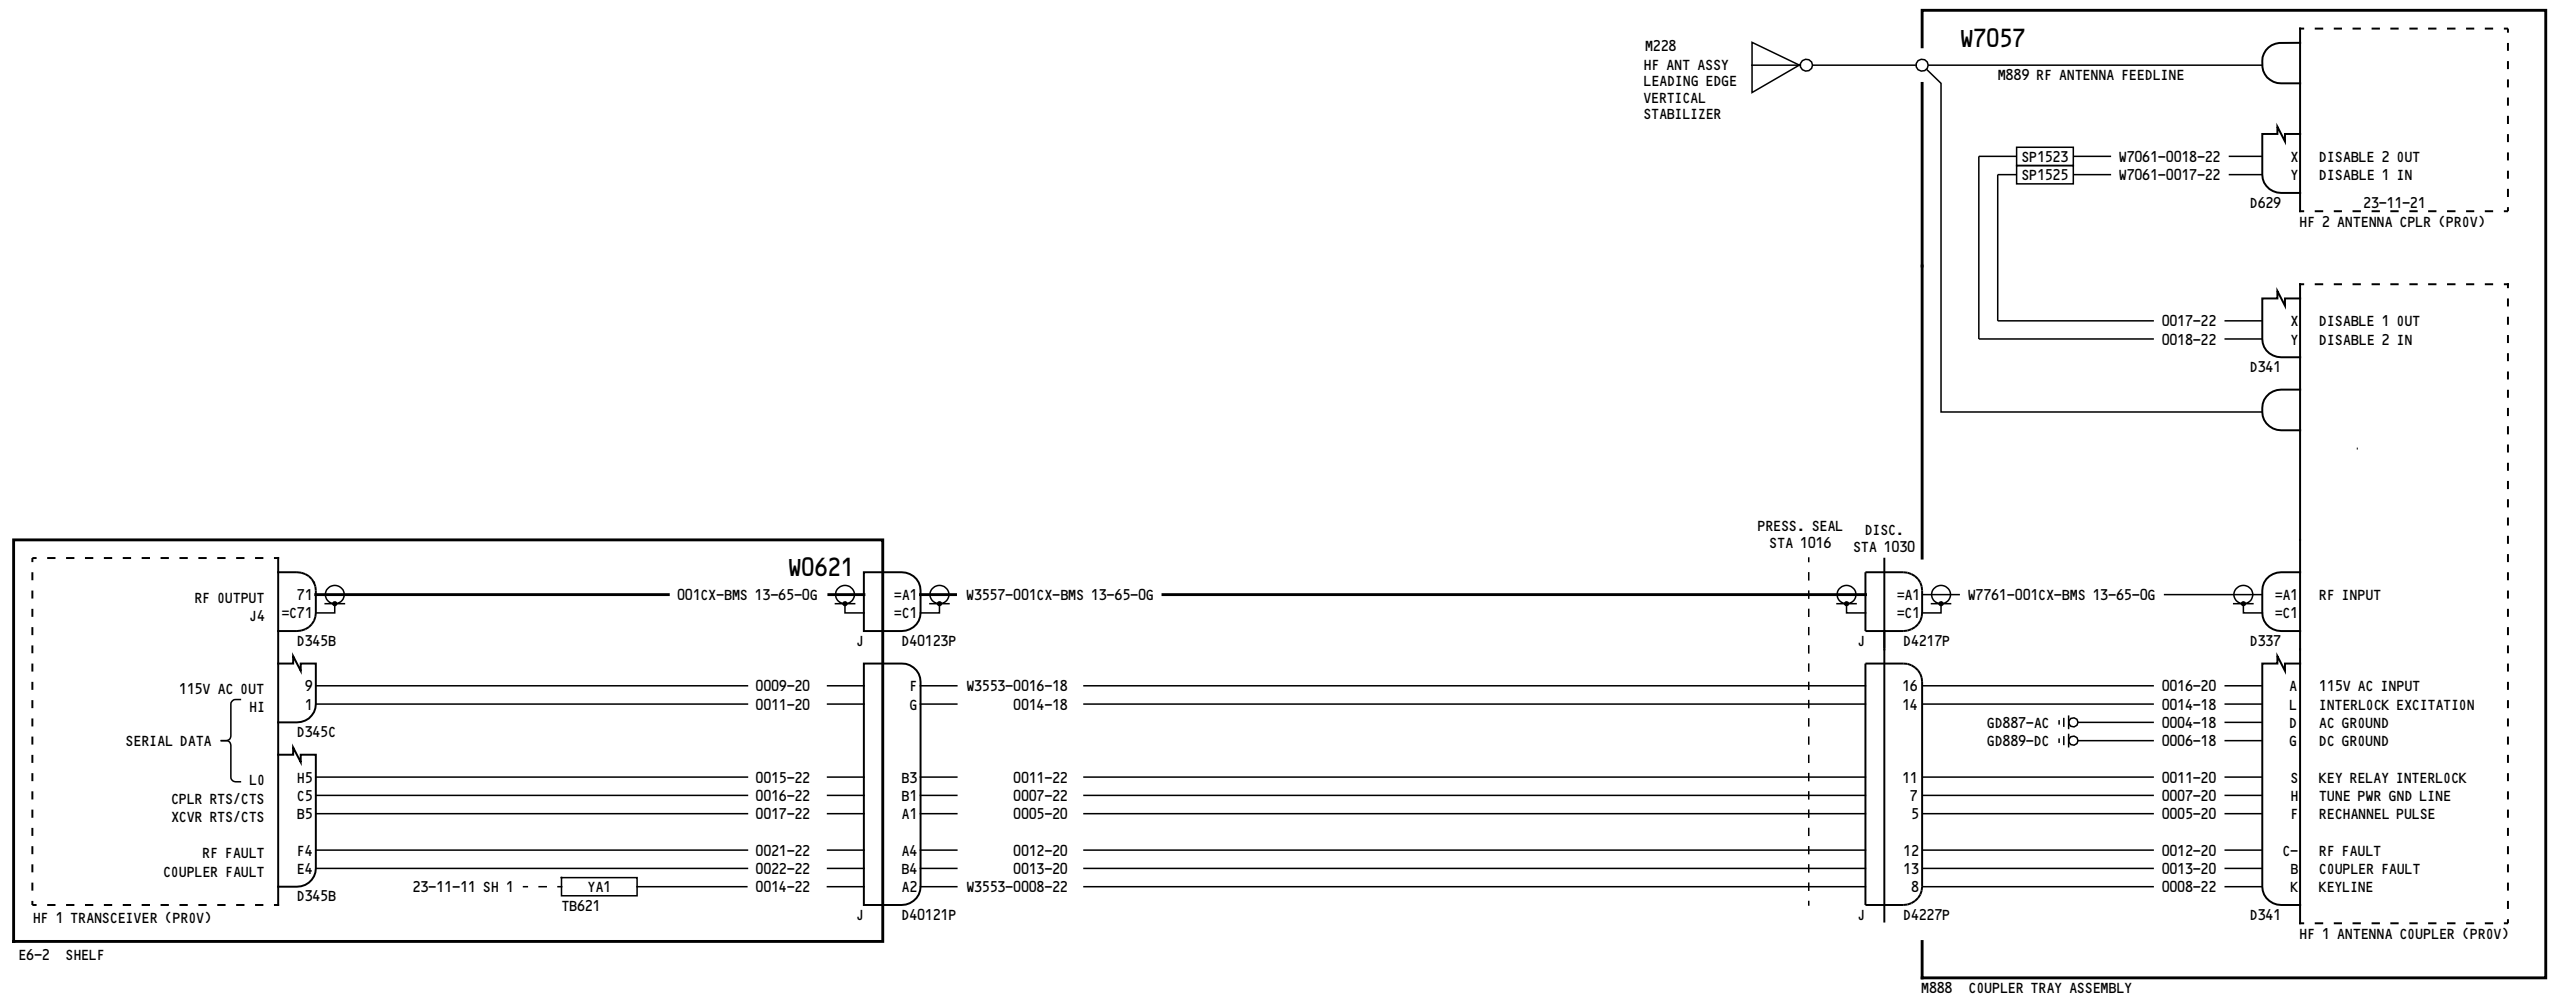 M228
HF ANT ASSY
LEADING EDGE
VERTICAL
STABILIZER
W7057
M889 RF ANTENNA FEEDLINE
SP1523 W7061-0018-22 X DISABLE 2 OUT
SP1525 W7061-0017-22 Y DISABLE 1 IN
D629 23-11-21
HF 2 ANTENNA CPLR (PROV)
0017-22 X DISABLE 1 OUT
0018-22 Y DISABLE 2 IN
D341
PRESS. SEAL
STA 1016
DISC.
STA 1030
W0621
RF OUTPUT 71 001CX-BMS 13-65-0G =A1 W3557-001CX-BMS 13-65-0G =A1 W7761-001CX-BMS 13-65-0G =A1 RF INPUT
J4 =C71 =C1 =C1 =C1
D345B J D40123P J D4217P D337
115V AC OUT 9 0009-20 F W3553-0016-18 16 0016-20 A 115V AC INPUT
HI 1 0011-20 G 0014-18 14 0014-18 L INTERLOCK EXCITATION
GD887-AC 0004-18 D AC GROUND
D345C
SERIAL DATA GD889-DC 0006-18 G DC GROUND
LO H5 0015-22 B3 0011-22 11 0011-20 S KEY RELAY INTERLOCK
CPLR RTS/CTS C5 0016-22 B1 0007-22 7 0007-20 H TUNE PWR GND LINE
XCVR RTS/CTS B5 0017-22 A1 0005-20 5 0005-20 F RECHANNEL PULSE
RF FAULT F4 0021-22 A4 0012-20 12 0012-20 C- RF FAULT
COUPLER FAULT E4 0022-22 B4 0013-20 13 0013-20 B COUPLER FAULT
23-11-11 SH 1 YA1 0014-22 A2 W3553-0008-22 8 0008-22 K KEYLINE
D345B TB621
HF 1 TRANSCEIVER (PROV) J D40121P J D4227P D341
HF 1 ANTENNA COUPLER (PROV)
E6-2 SHELF
M888 COUPLER TRAY ASSEMBLY